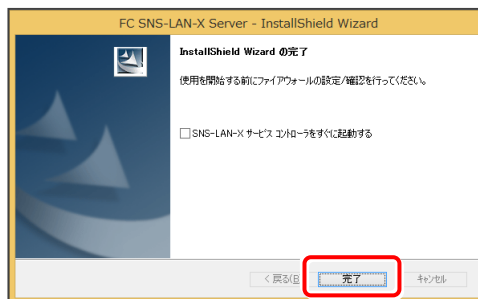 FC SNS-LAN-X Server - InstallShield Wizard
InstallShield Wizard の完了
使用を開始する前にファイアウォールの設定/確認を行ってください。
SNS-LAN-X サービス コントローラをすぐに起動する
< 戻る(B 完了 キャンセル